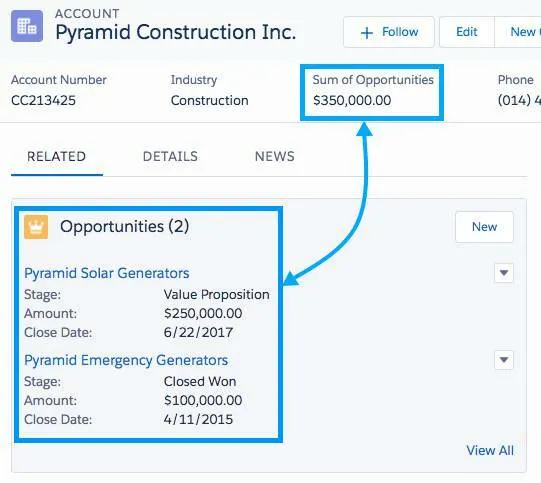 ACCOUNT
Pyramid Construction Inc.
+ Follow Edit New
Account Number Industry Sum of Opportunities Phone
CC213425 Construction $350,000.00 (014) 4
RELATED DETAILS NEWS
Opportunities (2) New
Pyramid Solar Generators
Stage: Value Proposition
Amount: $250,000.00
Close Date: 6/22/2017
Pyramid Emergency Generators
Stage: Closed Won
Amount: $100,000.00
Close Date: 4/11/2015
View All